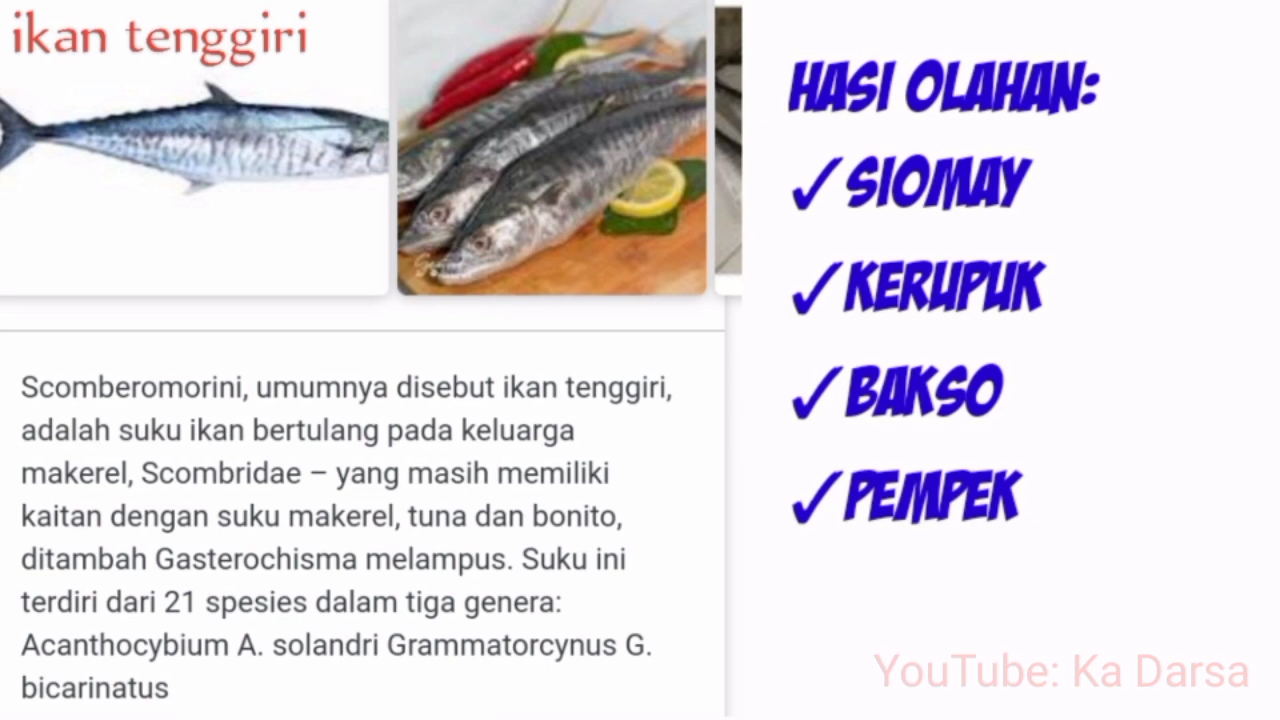 ikan tenggiri
Scomberomorini, umumnya disebut ikan tenggiri,
adalah suku ikan bertulang pada keluarga
makerel, Scombridae – yang masih memiliki
kaitan dengan suku makerel, tuna dan bonito,
ditambah Gasterochisma melampus. Suku ini
terdiri dari 21 spesies dalam tiga genera:
Acanthocybium A. solandri Grammatorcynus G.
bicarinatus
HASI OLAHAN:
✓SIOMAY
✓KERUPUK
✓BAKSO
✓PEMPEK
YouTube: Ka Darsa